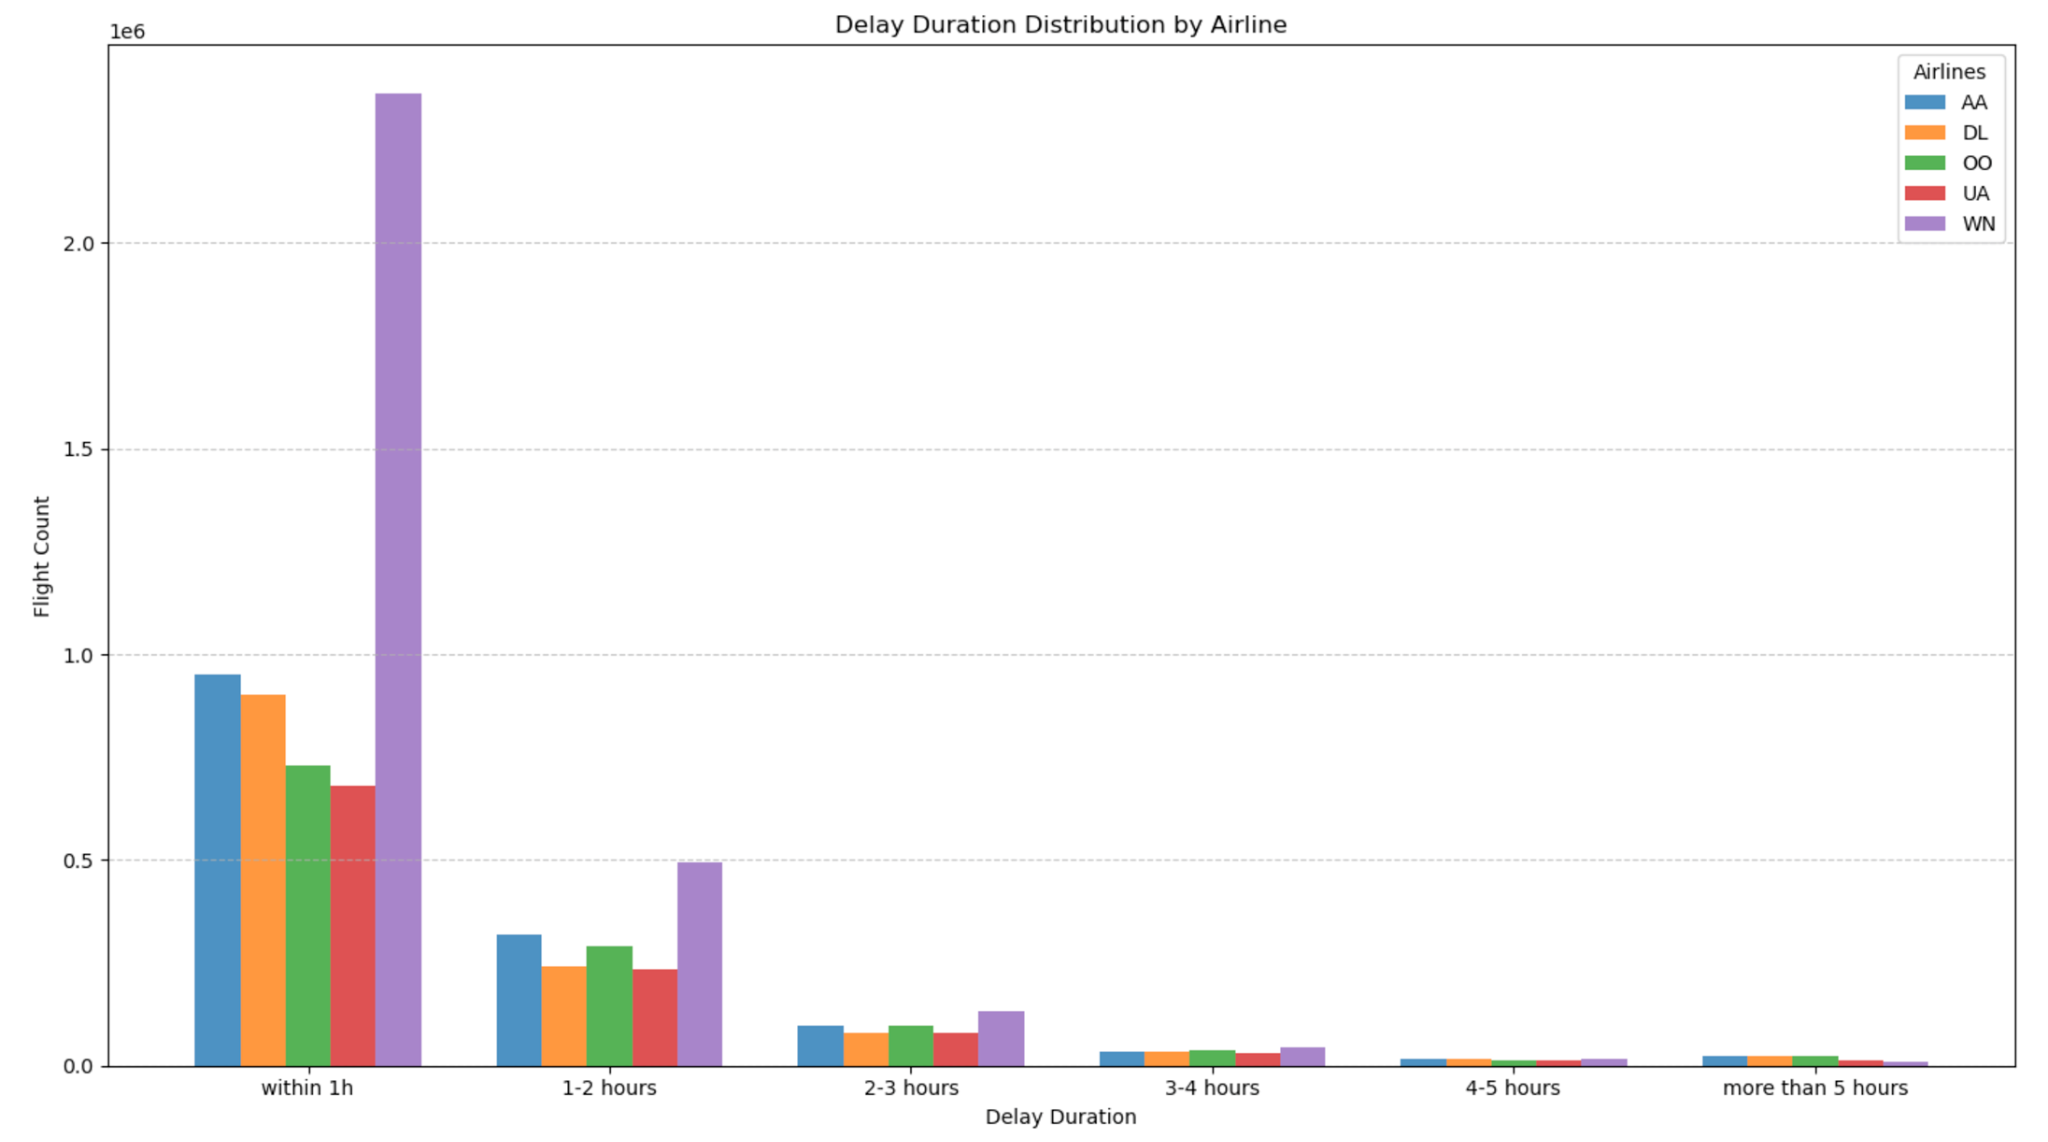 Delay Duration Distribution by Airline
1e6
Airlines
AA
DL
OO
UA
WN
2.0
1.5
1.0
0.5
0.0
Flight Count
within 1h 1-2 hours 2-3 hours 3-4 hours 4-5 hours more than 5 hours
Delay Duration